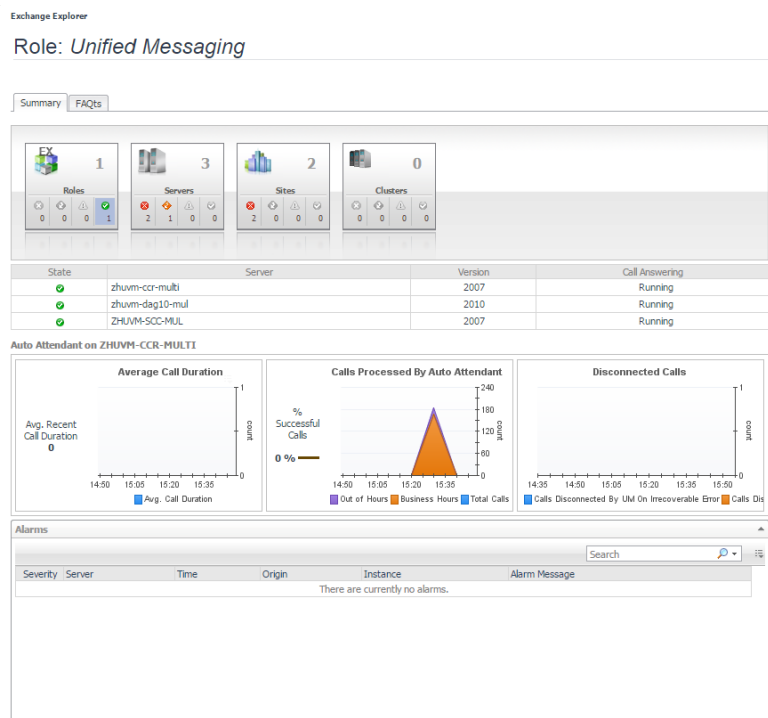 Exchange Explorer
Role: Unified Messaging
Summary FAQts
EX 1 3 2 0
Roles Servers Sites Clusters
0 0 0 1 2 1 0 0 2 0 0 0 0 0 0 0
State Server Version Call Answering
zhuvm-ccr-multi 2007 Running
zhuvm-dag10-mul 2010 Running
ZHUVM-SCC-MUL 2007 Running
Auto Attendant on ZHUVM-CCR-MULTI
Average Call Duration
Avg. Recent
Call Duration
0
1
count
0
14:50 15:05 15:20 15:35
Avg. Call Duration
Calls Processed By Auto Attendant
%
Successful
Calls
0 %
240
180
120
60
0
count
14:50 15:05 15:20 15:35
Out of Hours Business Hours Total Calls
Disconnected Calls
1
count
0
14:35 14:50 15:05 15:20 15:35 15:50
Calls Disconnected By UM On Irrecoverable Error Calls Dis
Alarms
Search
Severity Server Time Origin Instance Alarm Message
There are currently no alarms.